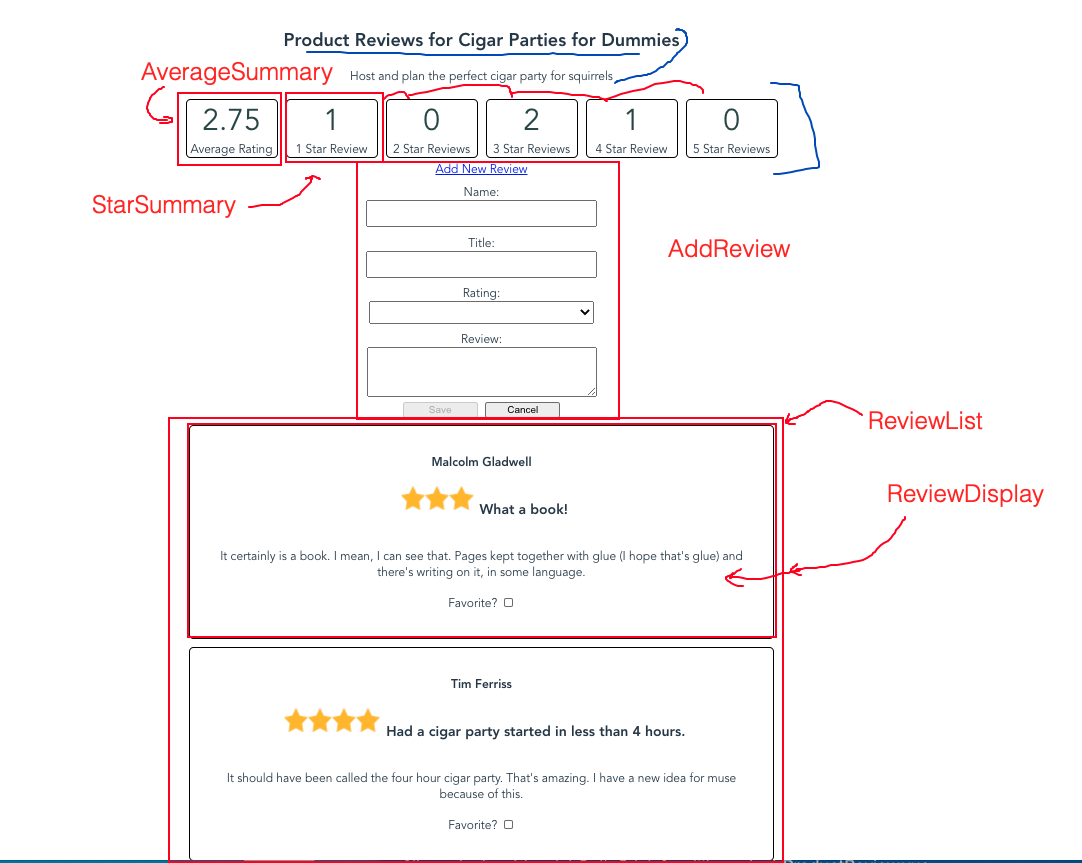 Product Reviews for Cigar Parties for Dummies
AverageSummary
Host and plan the perfect cigar party for squirrels
2.75
Average Rating
1
1 Star Review
0
2 Star Reviews
2
3 Star Reviews
1
4 Star Review
0
5 Star Reviews
StarSummary
Add New Review
Name:
Title:
AddReview
Rating:
Review:
Save
Cancel
ReviewList
Malcolm Gladwell
What a book!
ReviewDisplay
It certainly is a book. I mean, I can see that. Pages kept together with glue (I hope that's glue) and
there's writing on it, in some language.
Favorite?
Tim Ferriss
Had a cigar party started in less than 4 hours.
It should have been called the four hour cigar party. That's amazing. I have a new idea for muse
because of this.
Favorite?